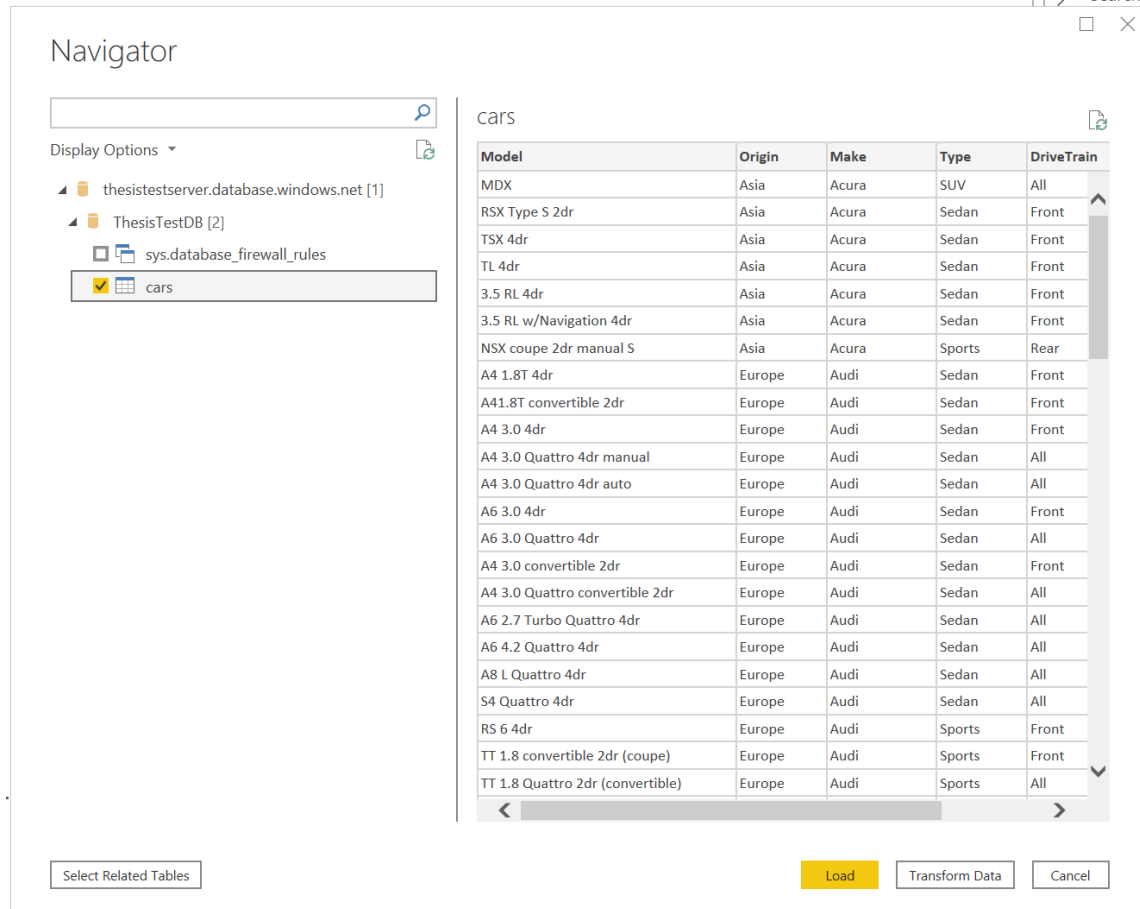 Navigator
Display Options
thesistestserver.database.windows.net [1]
ThesisTestDB [2]
sys.database_firewall_rules
cars
cars
Model Origin Make Type DriveTrain
MDX Asia Acura SUV All
RSX Type S 2dr Asia Acura Sedan Front
TSX 4dr Asia Acura Sedan Front
TL 4dr Asia Acura Sedan Front
3.5 RL 4dr Asia Acura Sedan Front
3.5 RL w/Navigation 4dr Asia Acura Sedan Front
NSX coupe 2dr manual S Asia Acura Sports Rear
A4 1.8T 4dr Europe Audi Sedan Front
A41.8T convertible 2dr Europe Audi Sedan Front
A4 3.0 4dr Europe Audi Sedan Front
A4 3.0 Quattro 4dr manual Europe Audi Sedan All
A4 3.0 Quattro 4dr auto Europe Audi Sedan All
A6 3.0 4dr Europe Audi Sedan Front
A6 3.0 Quattro 4dr Europe Audi Sedan All
A4 3.0 convertible 2dr Europe Audi Sedan Front
A4 3.0 Quattro convertible 2dr Europe Audi Sedan All
A6 2.7 Turbo Quattro 4dr Europe Audi Sedan All
A6 4.2 Quattro 4dr Europe Audi Sedan All
A8 L Quattro 4dr Europe Audi Sedan All
S4 Quattro 4dr Europe Audi Sedan All
RS 6 4dr Europe Audi Sports Front
TT 1.8 convertible 2dr (coupe) Europe Audi Sports Front
TT 1.8 Quattro 2dr (convertible) Europe Audi Sports All
Select Related Tables
Load Transform Data Cancel